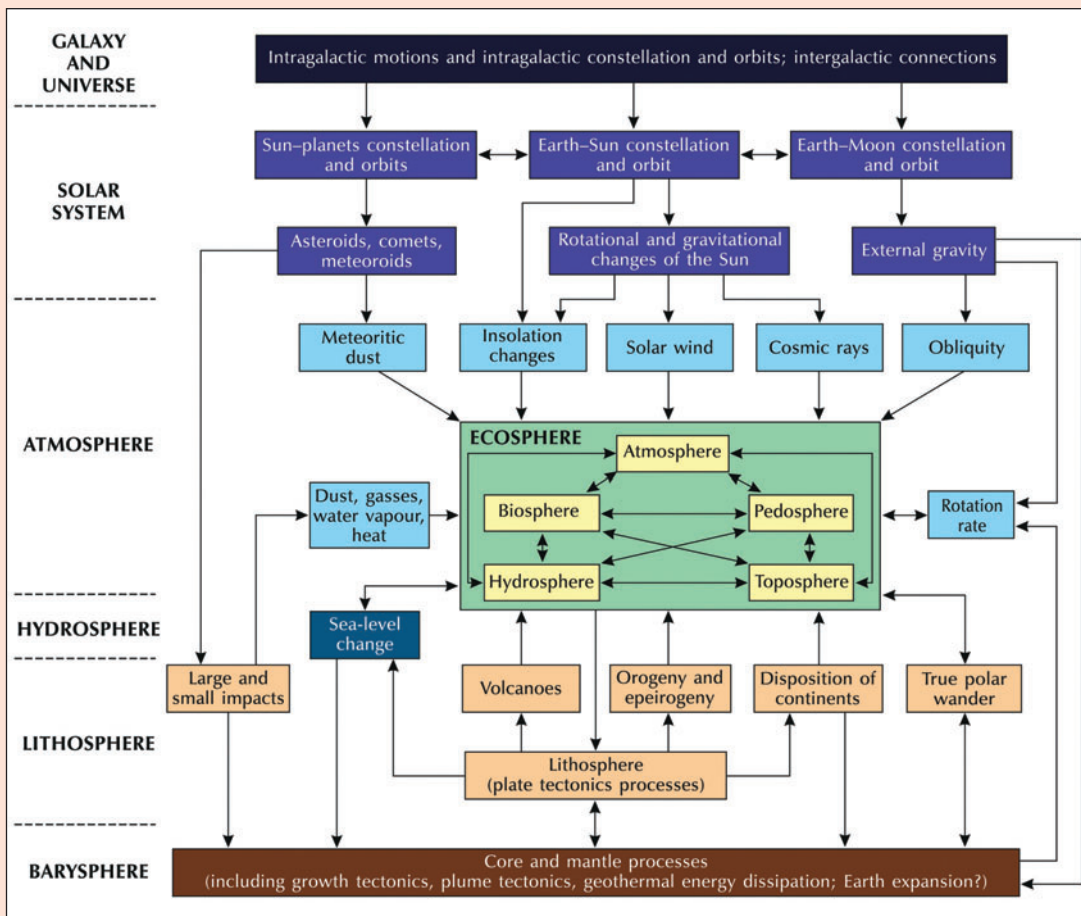 GALAXY
AND
UNIVERSE
Intragalactic motions and intragalactic constellation and orbits; intergalactic connections
SOLAR
SYSTEM
Sun–planets constellation
and orbits
Earth–Sun constellation
and orbit
Earth–Moon constellation
and orbit
Asteroids, comets,
meteoroids
Rotational and gravitational
changes of the Sun
External gravity
ATMOSPHERE
Meteoritic
dust
Insolation
changes
Solar wind
Cosmic rays
Obliquity
ECOSPHERE
Atmosphere
Biosphere
Pedosphere
Hydrosphere
Toposphere
Dust, gasses,
water vapour,
heat
Rotation
rate
HYDROSPHERE
Sea-level
change
LITHOSPHERE
Large and
small impacts
Volcanoes
Orogeny and
epeirogeny
Disposition of
continents
True polar
wander
Lithosphere
(plate tectonics processes)
BARYSPHERE
Core and mantle processes
(including growth tectonics, plume tectonics, geothermal energy dissipation; Earth expansion?)